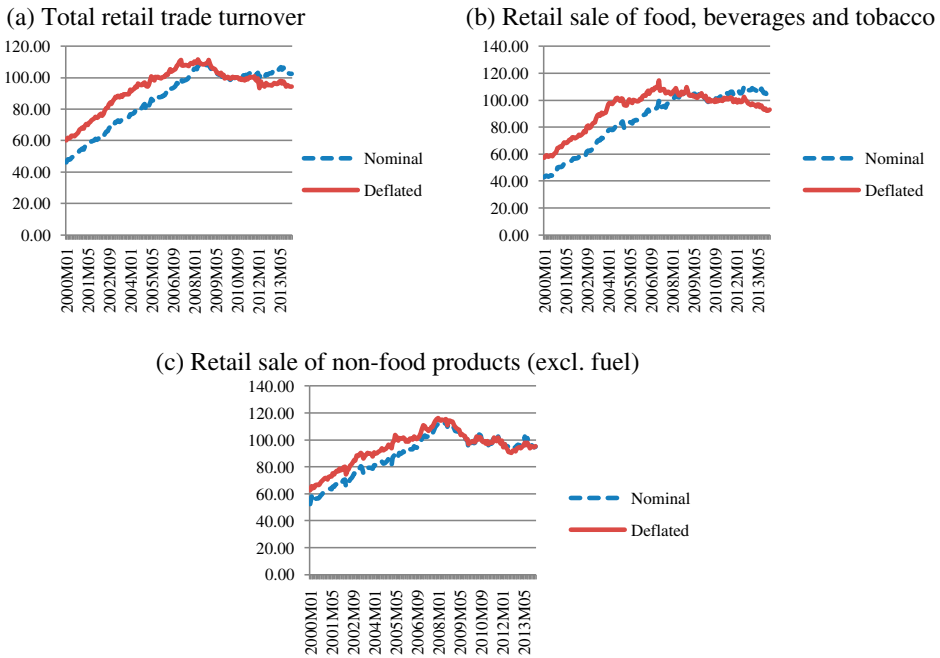 (a) Total retail trade turnover
120.00
100.00
80.00
60.00
40.00
20.00
0.00
2000M01
2001M05
2002M09
2004M01
2005M05
2006M09
2008M01
2009M05
2010M09
2012M01
2013M05
Nominal
Deflated
(b) Retail sale of food, beverages and tobacco
140.00
120.00
100.00
80.00
60.00
40.00
20.00
0.00
2000M01
2001M05
2002M09
2004M01
2005M05
2006M09
2008M01
2009M05
2010M09
2012M01
2013M05
Nominal
Deflated
(c) Retail sale of non-food products (excl. fuel)
140.00
120.00
100.00
80.00
60.00
40.00
20.00
0.00
2000M01
2001M05
2002M09
2004M01
2005M05
2006M09
2008M01
2009M05
2010M09
2012M01
2013M05
Nominal
Deflated